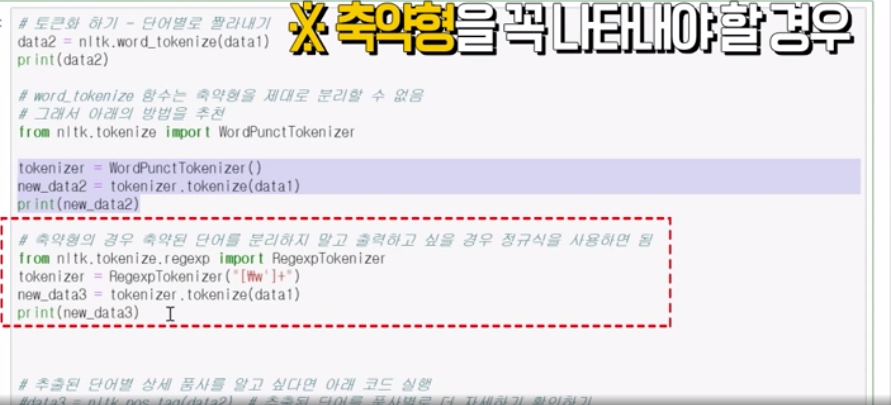 ※ 축약형을 꼭 나타내야 할 경우
# 토큰화 하기 - 단어별로 짤라내기
data2 = nltk.word_tokenize(data1)
print(data2)
# word_tokenize 함수는 축약형을 제대로 분리할 수 없음
# 그래서 아래의 방법을 추천
from nltk.tokenize import WordPunctTokenizer
tokenizer = WordPunctTokenizer()
new_data2 = tokenizer.tokenize(data1)
print(new_data2)
# 축약형의 경우 축약된 단어를 분리하지 말고 출력하고 싶을 경우 정규식을 사용하면 됨
from nltk.tokenize.regexp import RegexpTokenizer
tokenizer = RegexpTokenizer("[₩w']+")
new_data3 = tokenizer.tokenize(data1)
print(new_data3)
# 추출된 단어별 상세 품사를 알고 싶다면 아래 코드 실행
#data3 = nltk.pos_tag(data2) # 추출된 단어를 품사별로 더 자세하기 확인하기